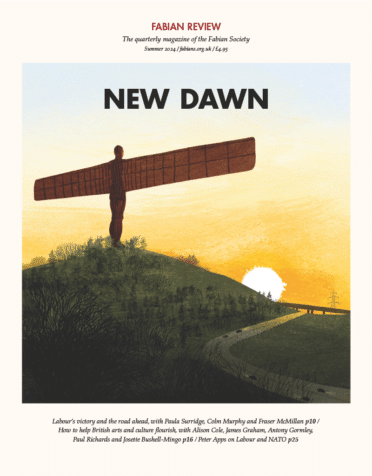 FABIAN REVIEW
The quarterly magazine of the Fabian Society
Summer 2024 / fabians.org.uk / £4.95
NEW DAWN
Labour's victory and the road ahead, with Paula Surridge, Colm Murphy and Fraser McMillan p10 /
How to help British arts and culture flourish, with Alison Cole, James Graham, Antony Gormley,
Paul Richards and Josette Bushell-Mingo p16 / Peter Apps on Labour and NATO p25